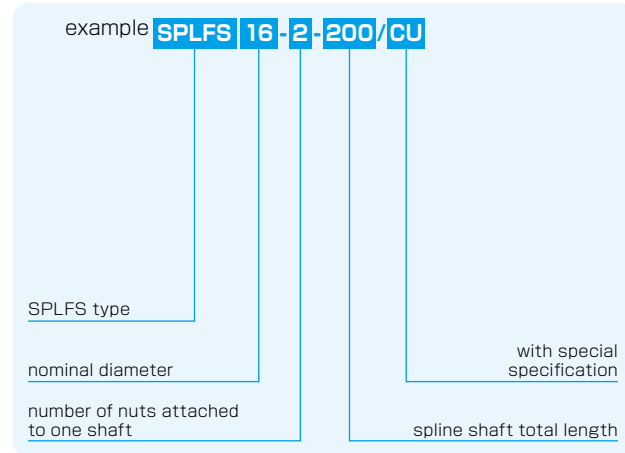 example SPLFS 16-2-200/CU
SPLFS type
nominal diameter
number of nuts attached
to one shaft
with special
specification
spline shaft total length